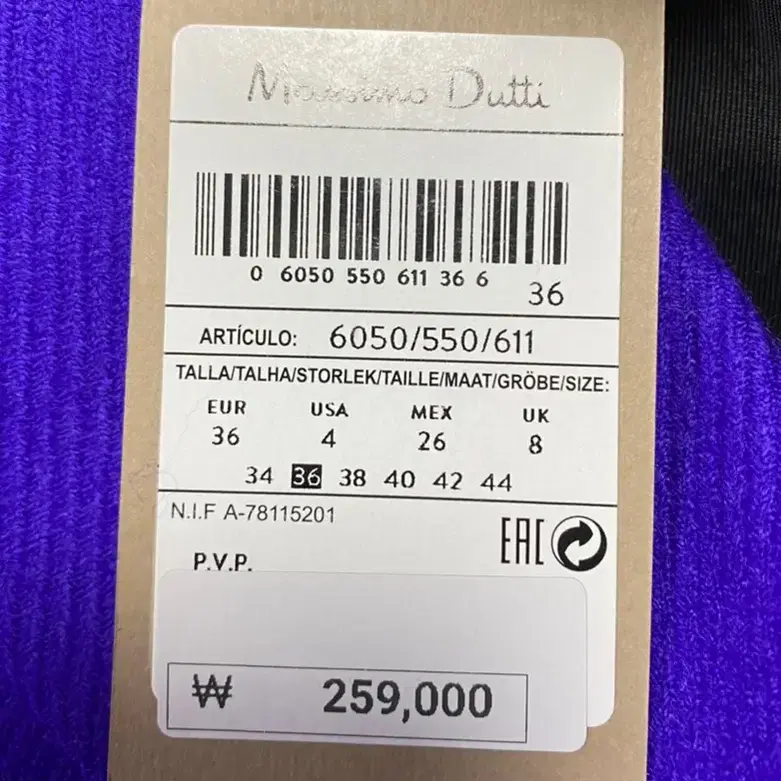 Massimo Dutti
0 6050 550 611 36 6
36
ARTÍCULO: 6050/550/611
TALLA/TALHA/STORLEK/TAILLE/MAAT/GRÖBE/SIZE:
EUR USA MEX UK
36 4 26 8
34 36 38 40 42 44
N.I.F A-78115201
EAC
P.V.P.
₩ 259,000